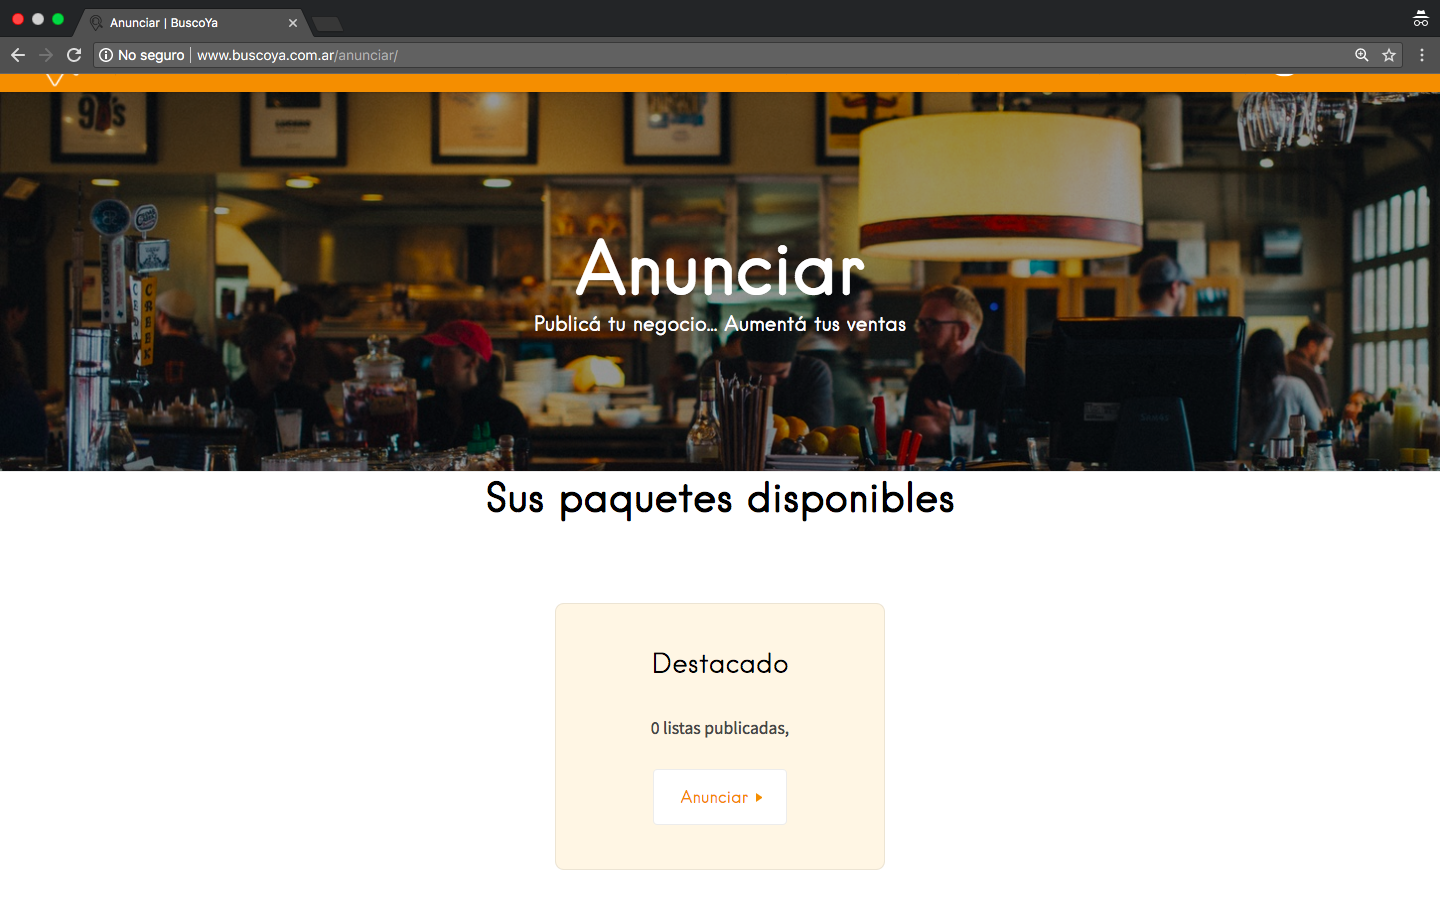 Anunciar | BuscoYa
No seguro
www.buscoya.com.ar/anunciar/
90's
Anunciar
Publicá tu negocio... Aumentá tus ventas
Sus paquetes disponibles
Destacado
0 listas publicadas,
Anunciar